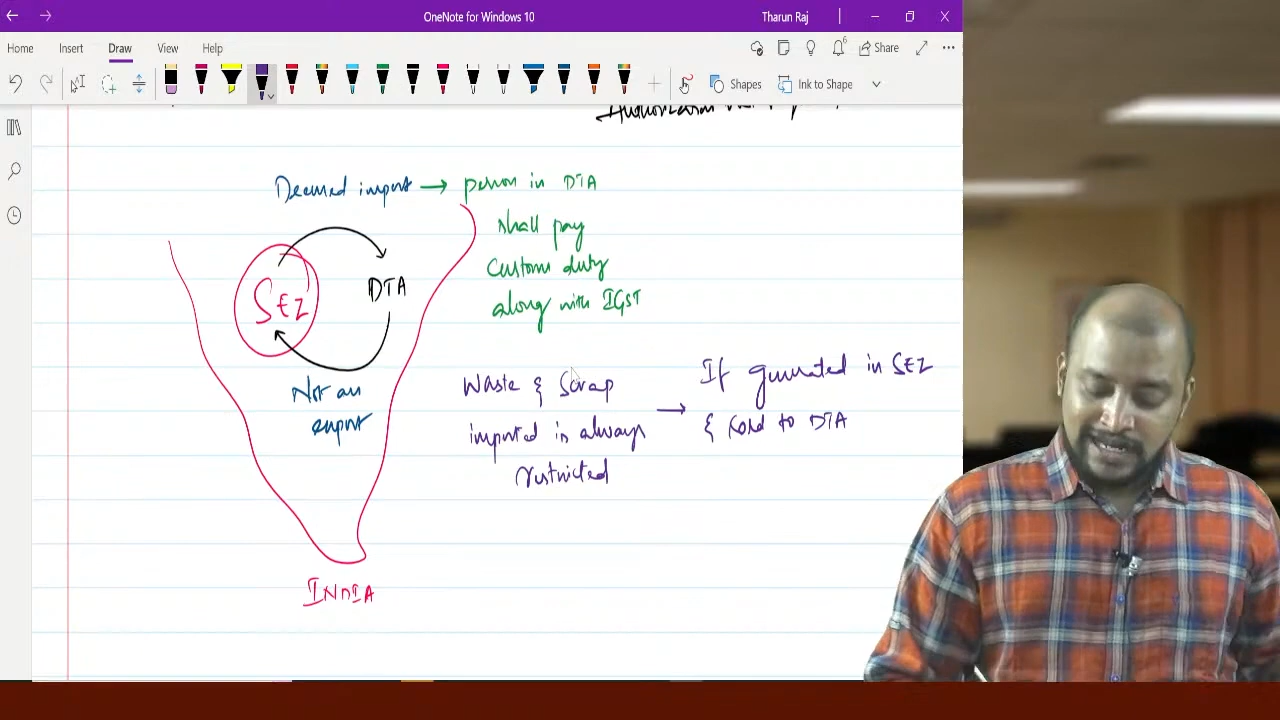 OneNote for Windows 10
Tharun Raj
Home Insert Draw View Help
6
Share
Shapes
Ink to Shape
Authorization
Deemed import → person in DTA
shall pay
Custom duty
along with IGST
SEZ
DTA
Not an
export
Waste & Scrap
imported is always
restricted
→ If generated in SEZ
& sold to DTA
INDIA